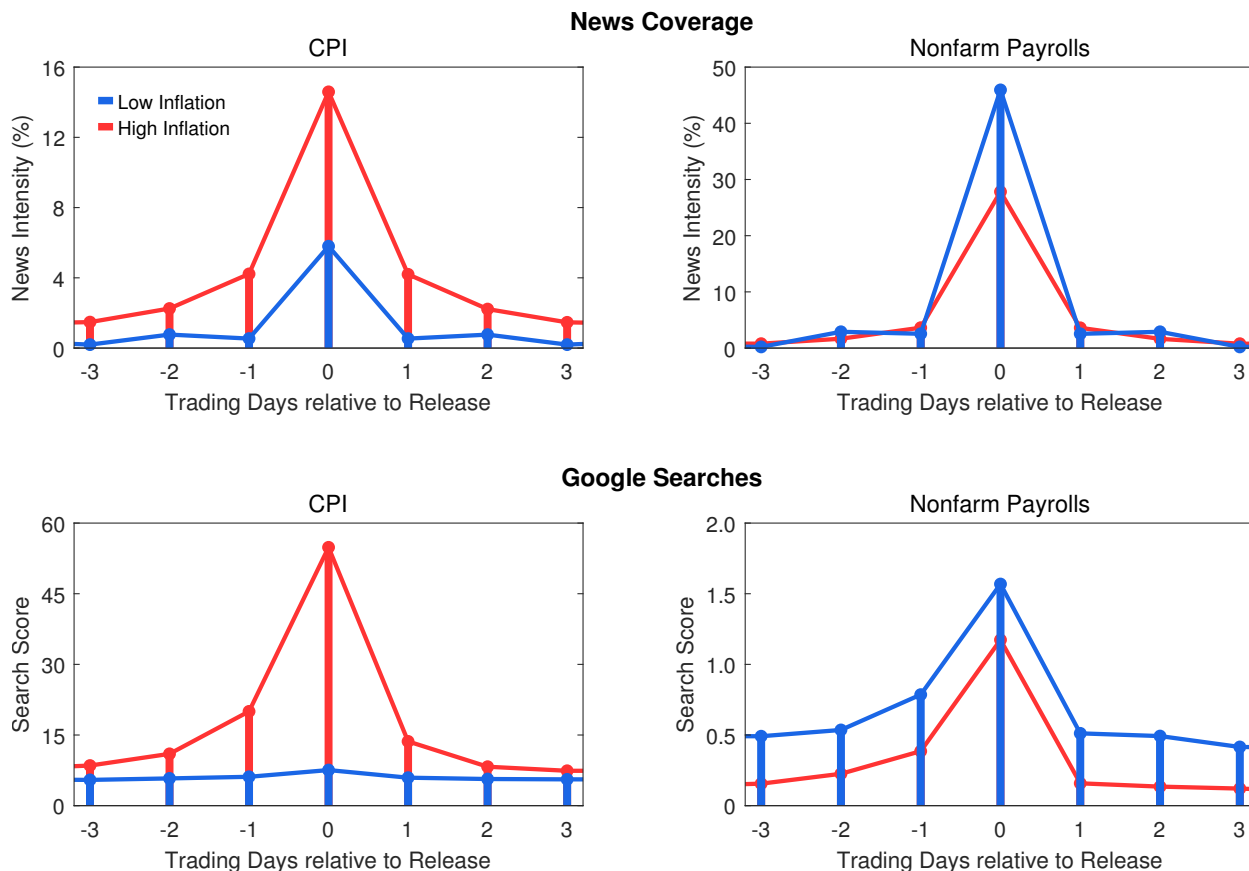 News Coverage
CPI
16
12
8
4
0
News Intensity (%)
Low Inflation
High Inflation
-3 -2 -1 0 1 2 3
Trading Days relative to Release
Nonfarm Payrolls
50
40
30
20
10
0
News Intensity (%)
-3 -2 -1 0 1 2 3
Trading Days relative to Release
Google Searches
CPI
60
45
30
15
0
Search Score
-3 -2 -1 0 1 2 3
Trading Days relative to Release
Nonfarm Payrolls
2.0
1.5
1.0
0.5
0
Search Score
-3 -2 -1 0 1 2 3
Trading Days relative to Release